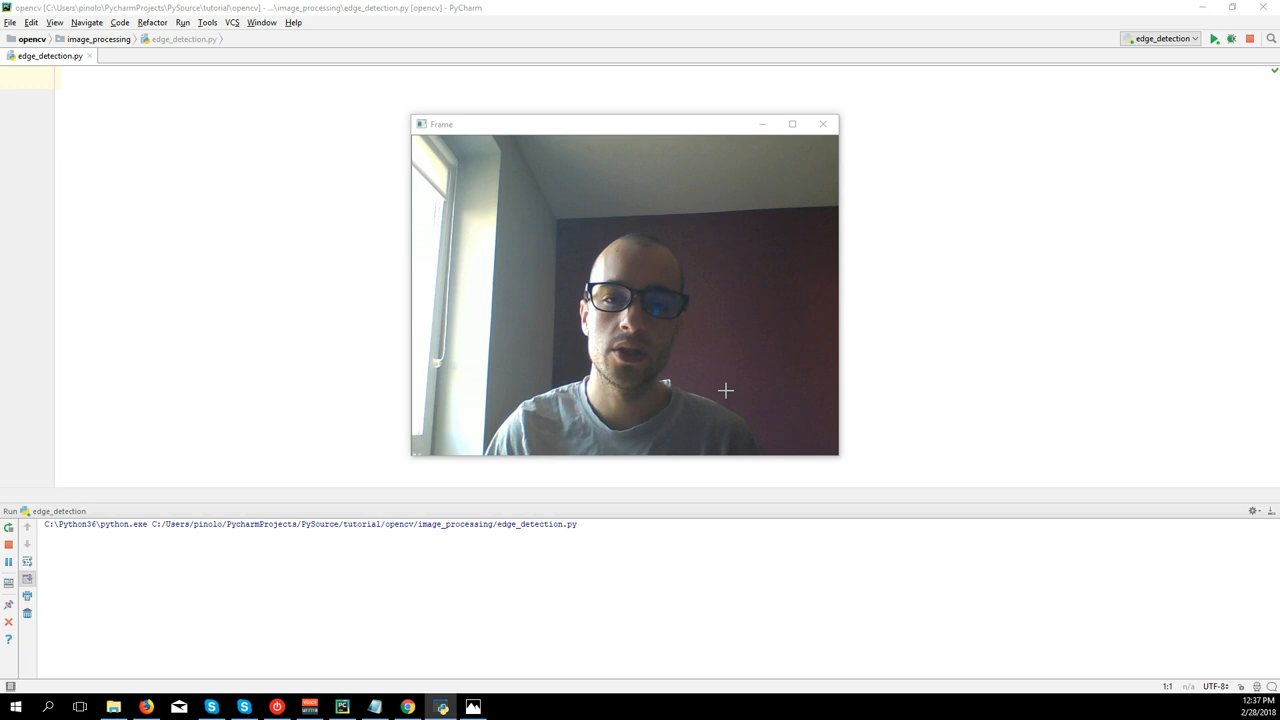 opencv [C:\Users\pinolo\PycharmProjects\PySource\tutorial\opencv] - ...\image_processing\edge_detection.py [opencv] - PyCharm
File Edit View Navigate Code Refactor Run Tools VCS Window Help
opencv image_processing edge_detection.py edge_detection
edge_detection.py
Frame
Run edge_detection
C:\Python36\python.exe C:/Users/pinolo/PycharmProjects/PySource/tutorial/opencv/image_processing/edge_detection.py
1:1 n/a UTF-8
12:37 PM
2/28/2018